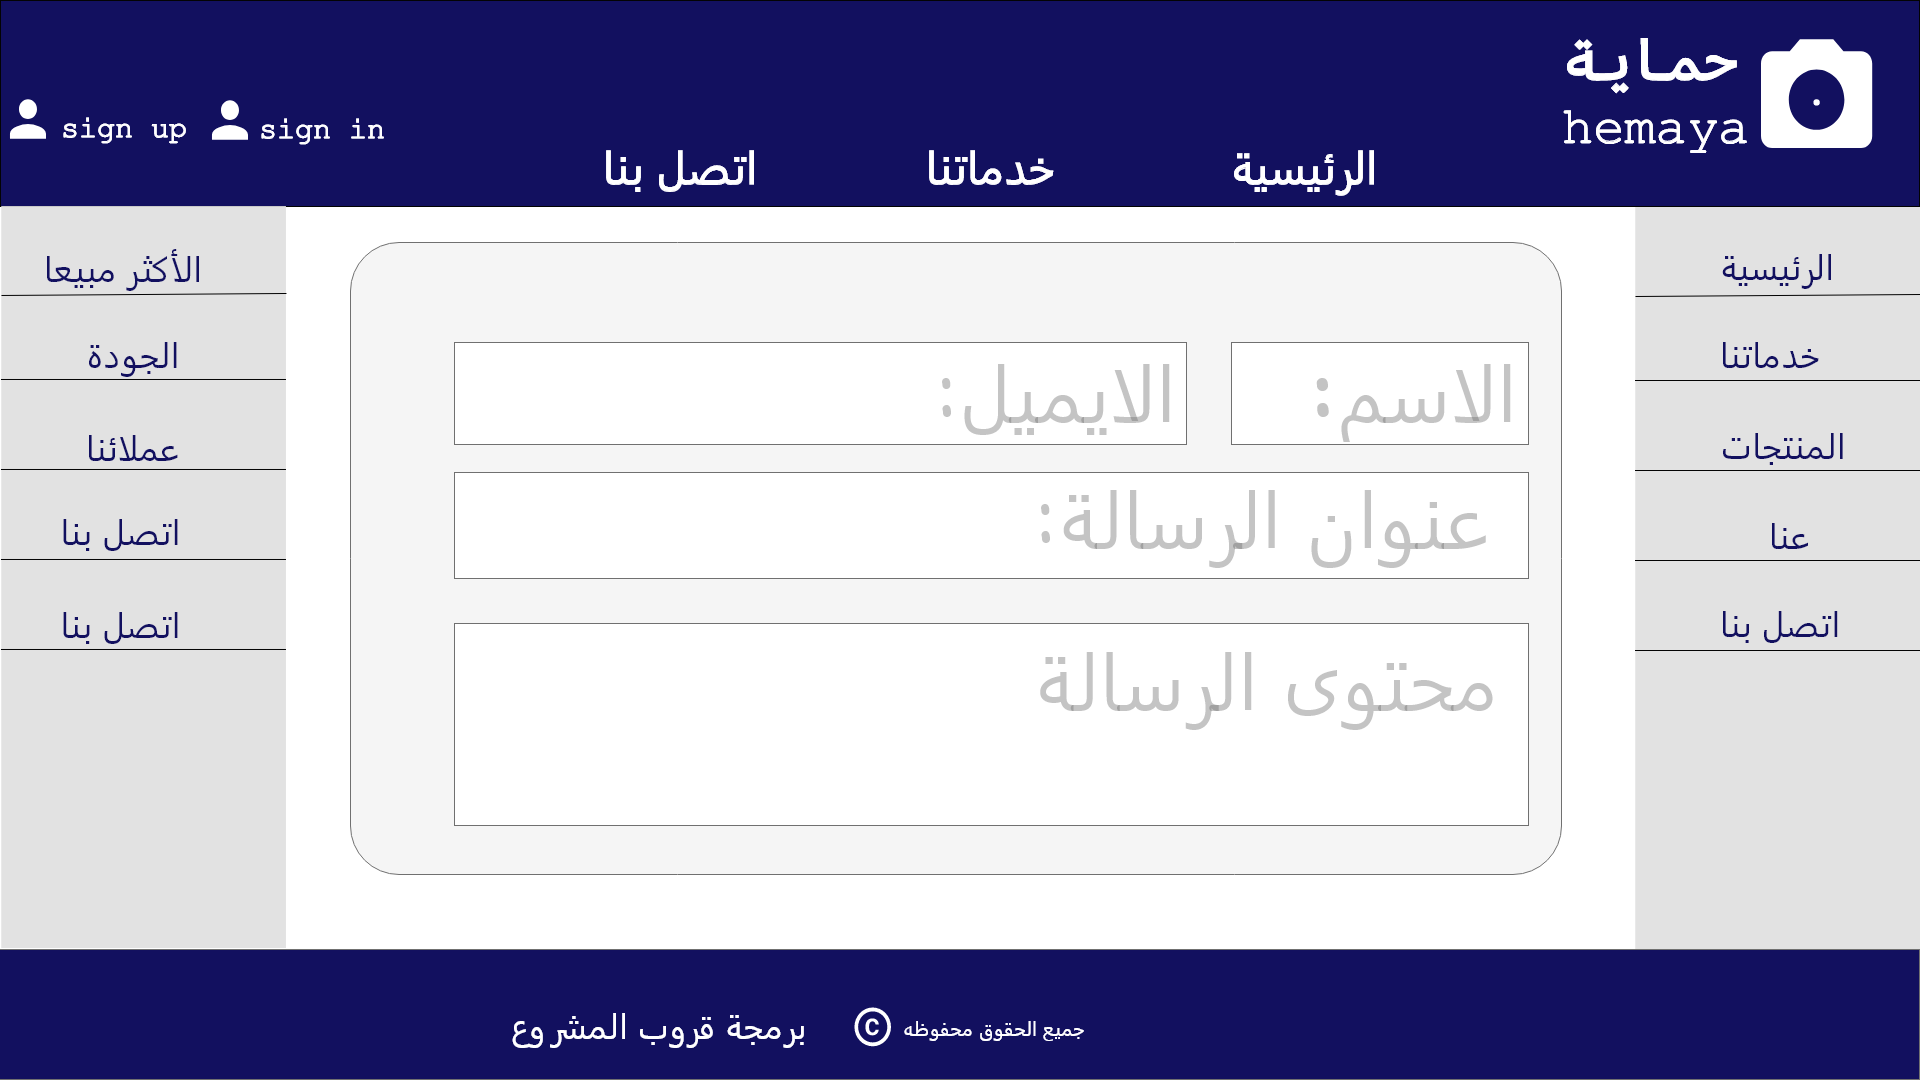 حماية
hemaya
sign up
sign in
الرئيسية
خدماتنا
اتصل بنا
الرئيسية
خدماتنا
المنتجات
عنا
اتصل بنا
الاسم:
الايميل:
عنوان الرسالة:
محتوى الرسالة
الأكثر مبيعا
الجودة
عملائنا
اتصل بنا
اتصل بنا
جميع الحقوق محفوظه ©
برمجة قروب المشروع